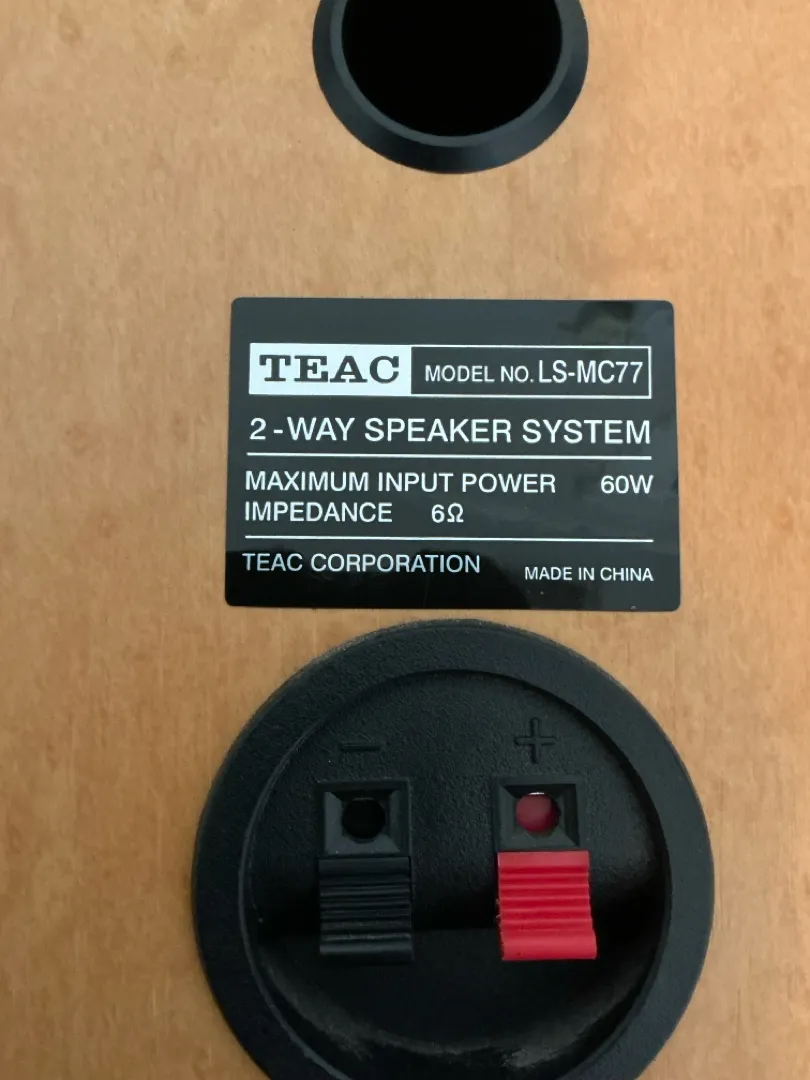 TEAC MODEL NO. LS-MC77
2-WAY SPEAKER SYSTEM
MAXIMUM INPUT POWER 60W
IMPEDANCE 6Ω
TEAC CORPORATION MADE IN CHINA
− +